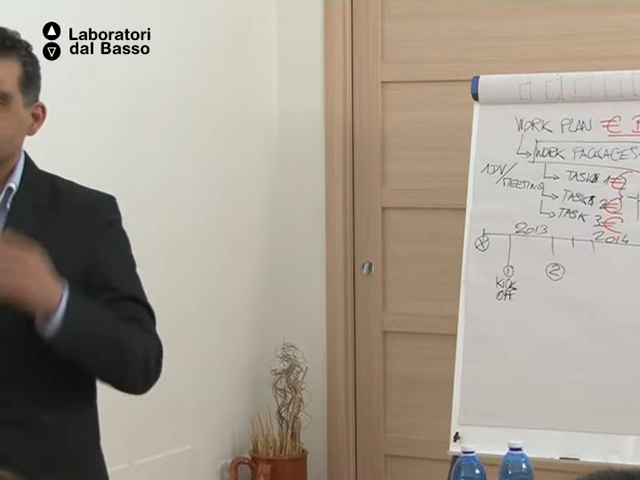 Laboratori
dal Basso
WORK PLAN €
WORK PACKAGES
ADV/MEETING
TASK 1 €
TASK 2 €
TASK 3 €
2013 2014
1 2
KICK
OFF